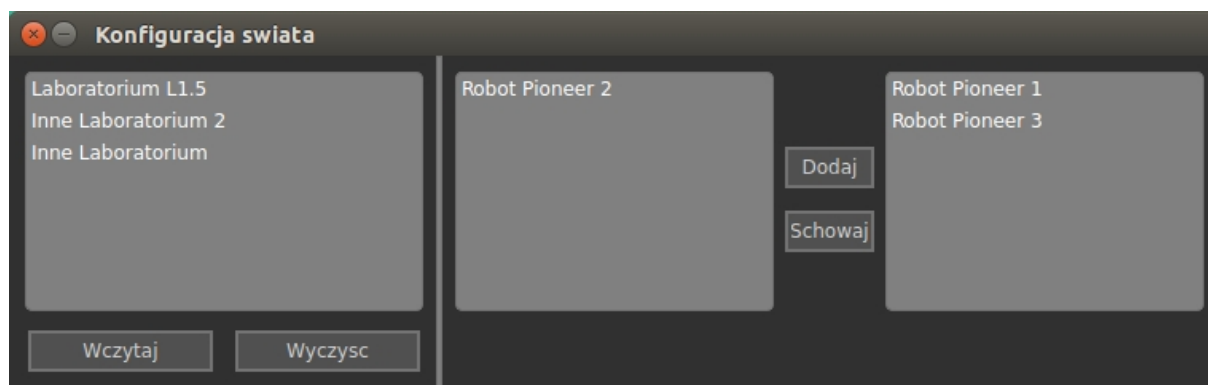 Konfiguracja swiata
Laboratorium L1.5
Inne Laboratorium 2
Inne Laboratorium
Wczytaj
Wyczysc
Robot Pioneer 2
Dodaj
Schowaj
Robot Pioneer 1
Robot Pioneer 3